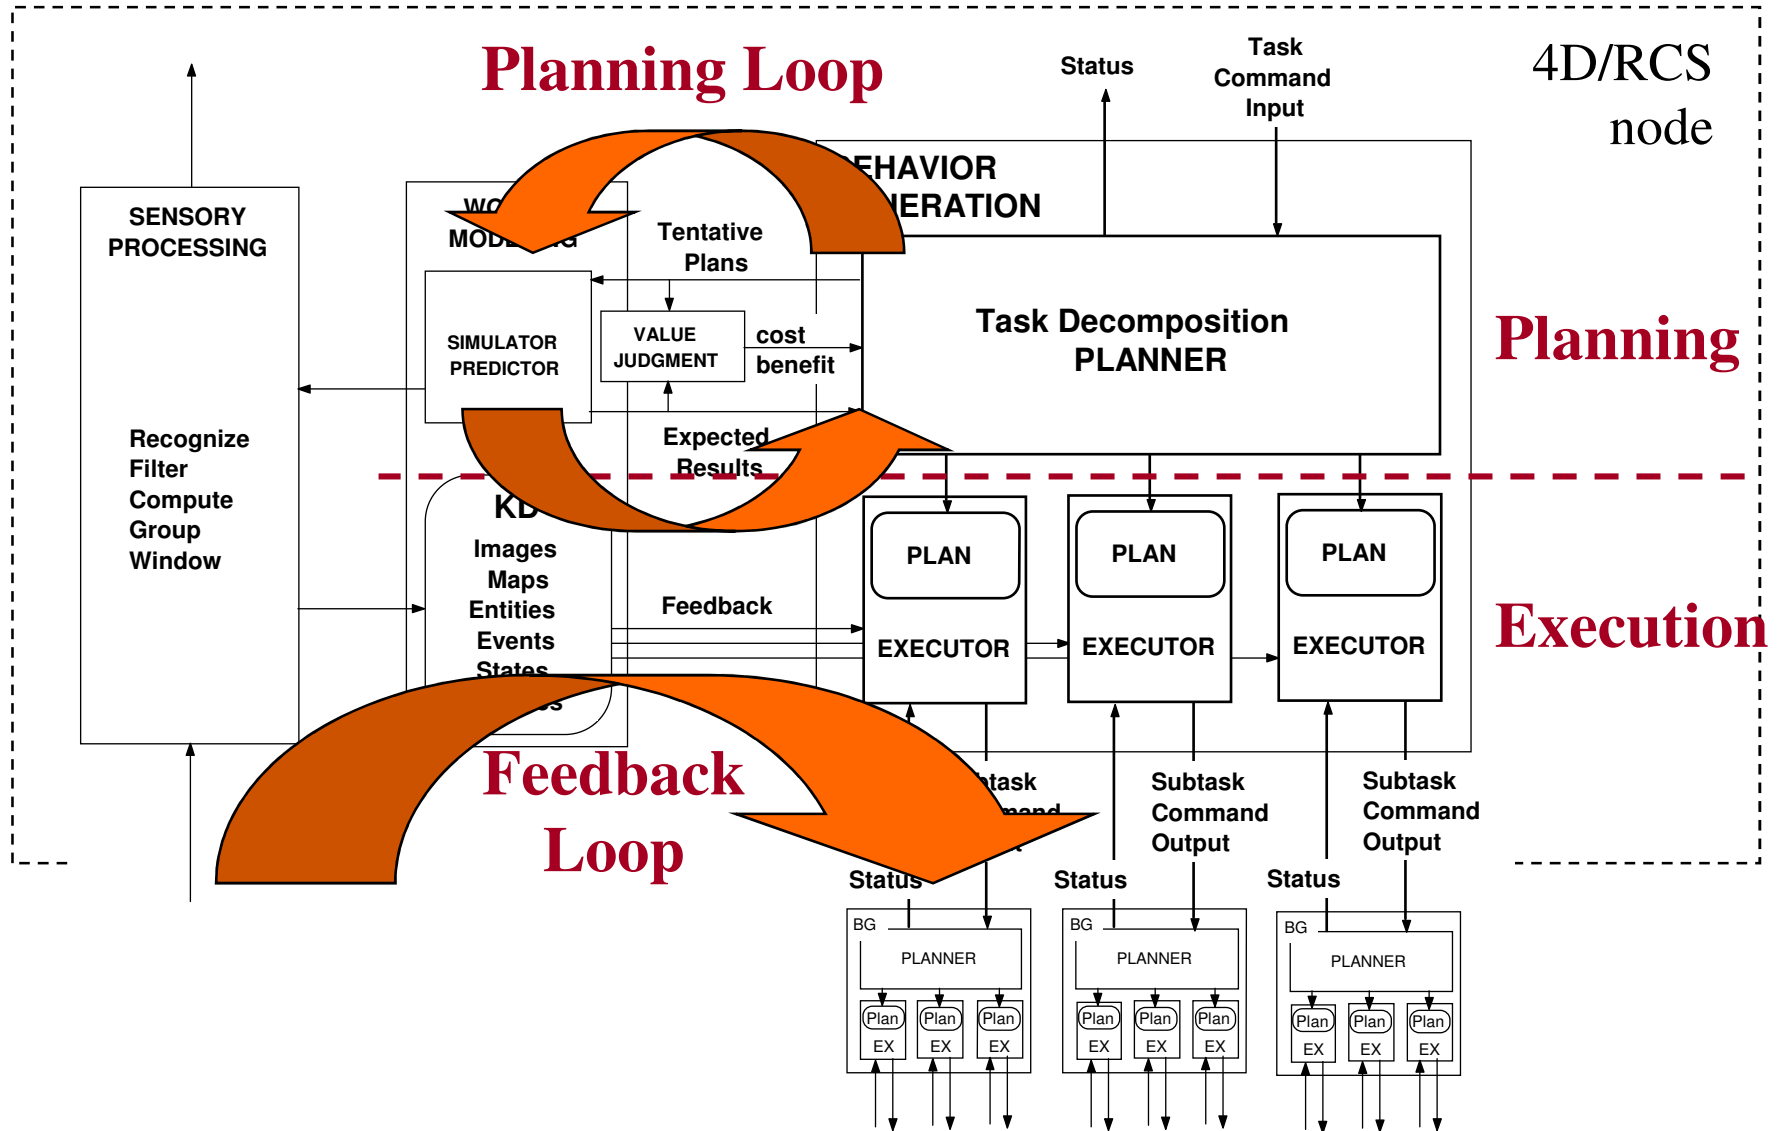 Planning Loop
Status
Task
Command
Input
4D/RCS
node
SENSORY
PROCESSING
Recognize
Filter
Compute
Group
Window
Tentative
Plans
SIMULATOR
PREDICTOR
VALUE
JUDGMENT
cost
benefit
Expected
Results
Task Decomposition
PLANNER
Planning
Images
Maps
Entities
Events
States
Feedback
PLAN
EXECUTOR
PLAN
EXECUTOR
PLAN
EXECUTOR
Execution
Feedback
Loop
Subtask
Command
Output
Subtask
Command
Output
Status
Status
Status
BG
PLANNER
Plan
EX
Plan
EX
Plan
EX
BG
PLANNER
Plan
EX
Plan
EX
Plan
EX
BG
PLANNER
Plan
EX
Plan
EX
Plan
EX